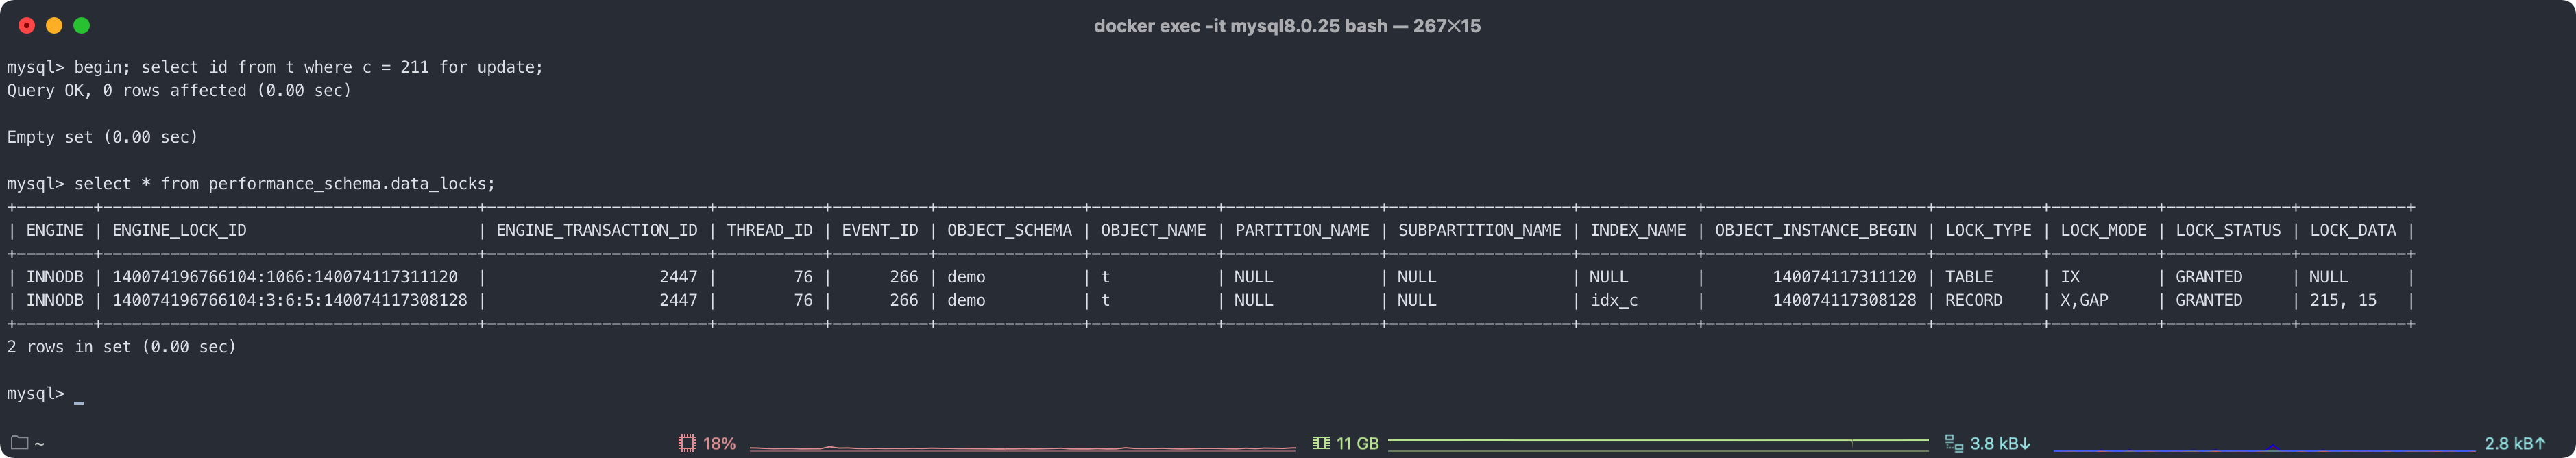 docker exec -it mysql8.0.25 bash — 267×15
mysql> begin; select id from t where c = 211 for update;
Query OK, 0 rows affected (0.00 sec)
Empty set (0.00 sec)
mysql> select * from performance_schema.data_locks;
+--------+----------------------------------------+------------------------+-----------+----------+---------------+-------------+----------------+-------------------+------------+-----------------------+-----------+-----------+-------------+-----------+
| ENGINE | ENGINE_LOCK_ID                         | ENGINE_TRANSACTION_ID | THREAD_ID | EVENT_ID | OBJECT_SCHEMA | OBJECT_NAME | PARTITION_NAME | SUBPARTITION_NAME | INDEX_NAME | OBJECT_INSTANCE_BEGIN | LOCK_TYPE | LOCK_MODE | LOCK_STATUS | LOCK_DATA |
+--------+----------------------------------------+------------------------+-----------+----------+---------------+-------------+----------------+-------------------+------------+-----------------------+-----------+-----------+-------------+-----------+
| INNODB | 140074196766104:1066:140074117311120 | 2447 | 76 | 266 | demo | t | NULL | NULL | NULL | 140074117311120 | TABLE | IX | GRANTED | NULL |
| INNODB | 140074196766104:3:6:5:140074117308128 | 2447 | 76 | 266 | demo | t | NULL | NULL | idx_c | 140074117308128 | RECORD | X,GAP | GRANTED | 215, 15 |
+--------+----------------------------------------+------------------------+-----------+----------+---------------+-------------+----------------+-------------------+------------+-----------------------+-----------+-----------+-------------+-----------+
2 rows in set (0.00 sec)
mysql> _
~ 18% 11 GB 3.8 kB↓ 2.8 kB↑